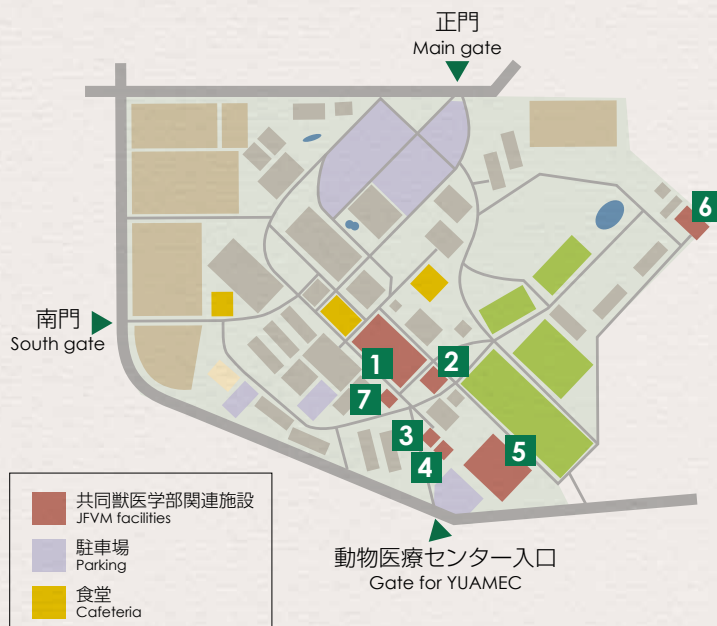 正門
Main gate
6
南門
South gate
1
2
7
3
4
5
共同獣医学部関連施設
JFVM facilities
駐車場
Parking
食堂
Cafeteria
動物医療センター入口
Gate for YUAMEC